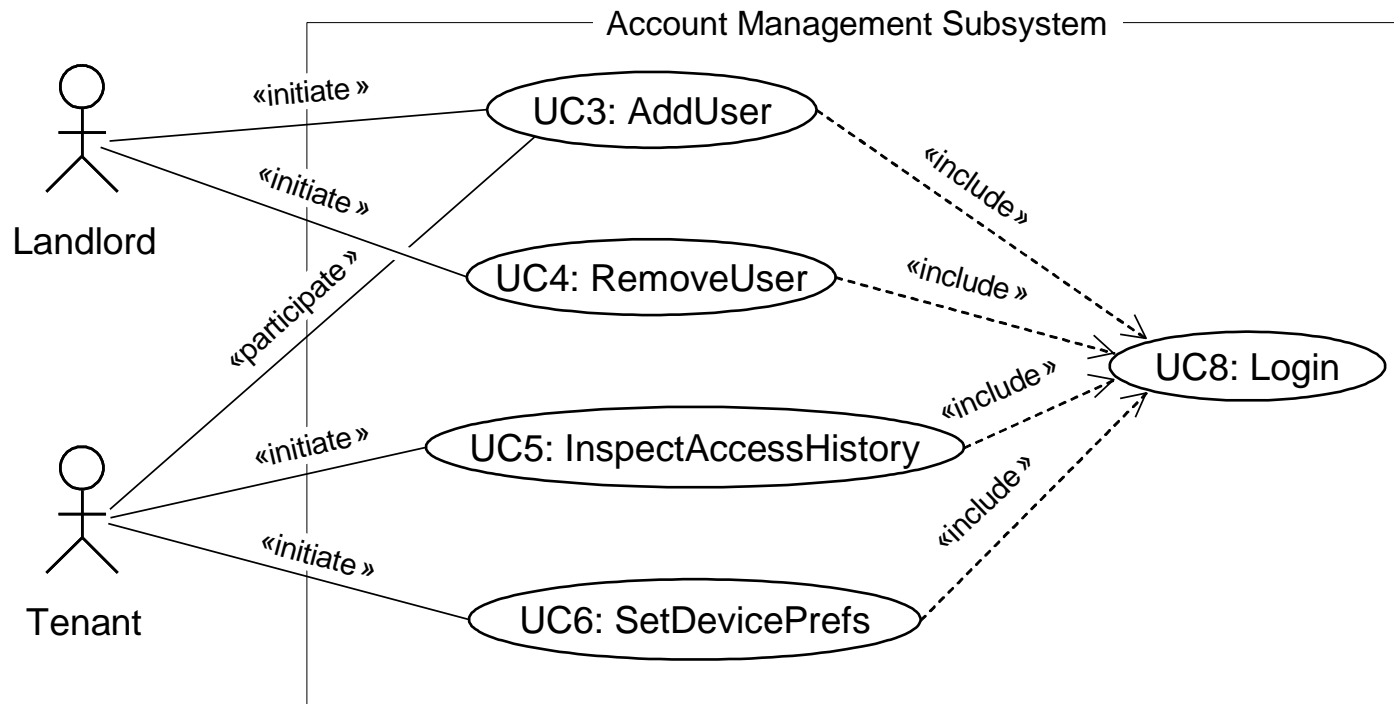 Account Management Subsystem
«initiate»
UC3: AddUser
«include»
«initiate»
Landlord
«include»
UC4: RemoveUser
«participate»
UC8: Login
«include»
«initiate»
UC5: InspectAccessHistory
«include»
«initiate»
Tenant
UC6: SetDevicePrefs